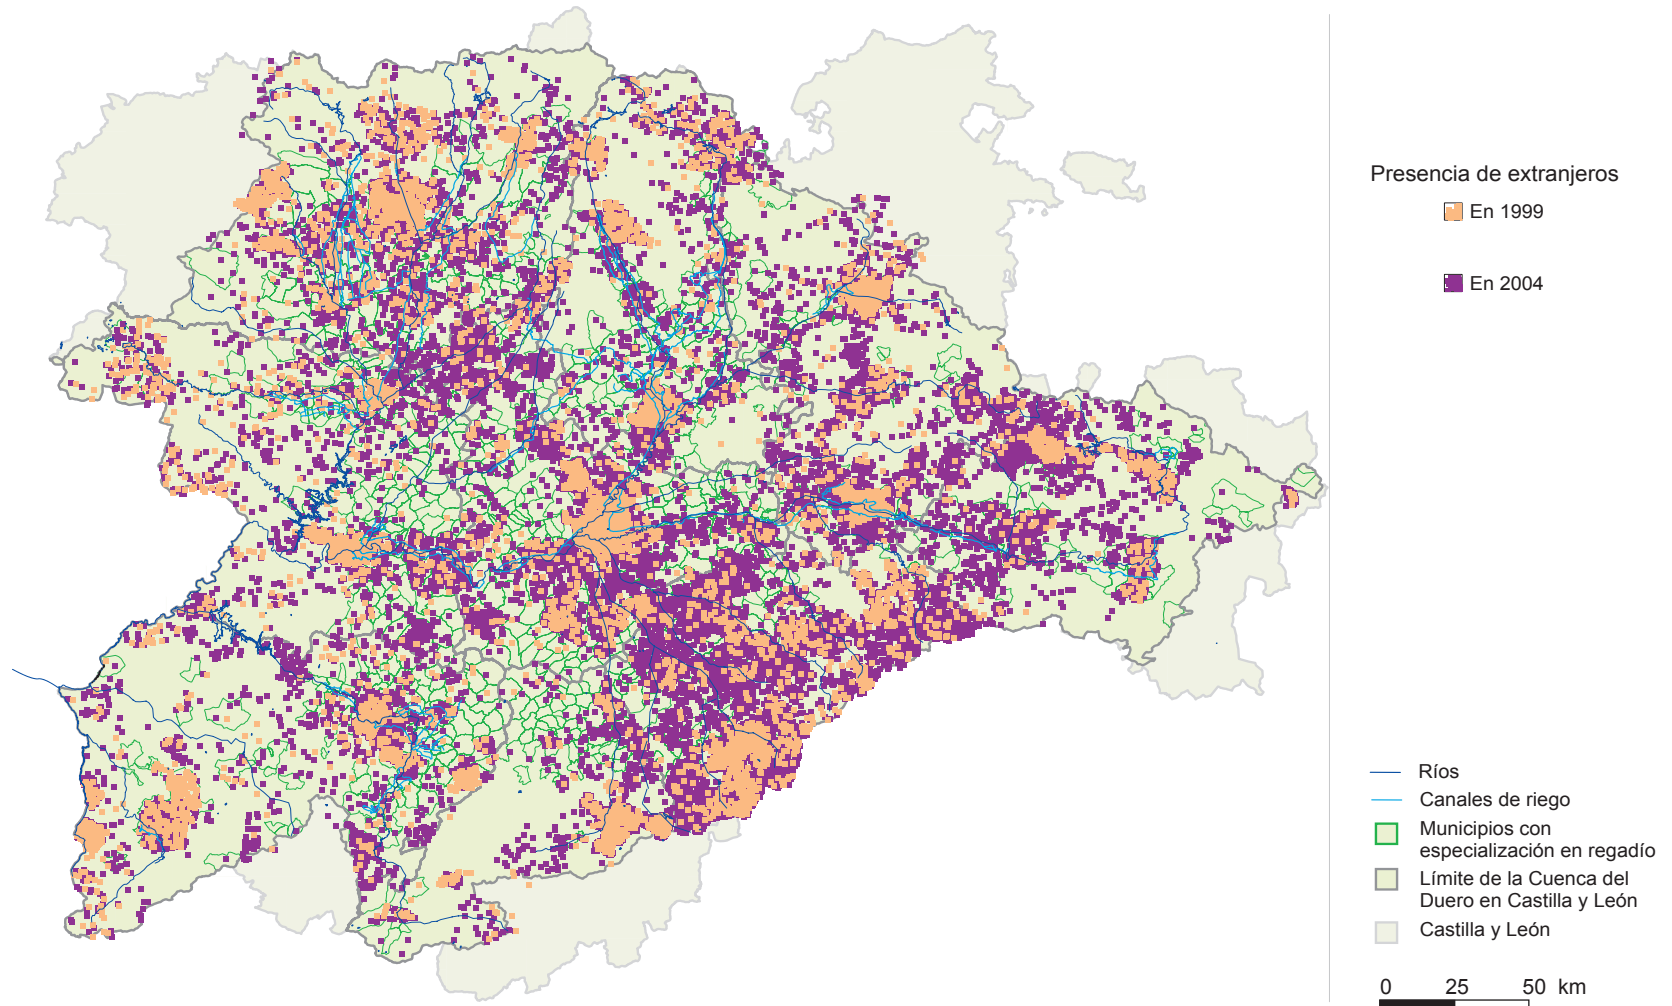 Presencia de extranjeros
En 1999
En 2004
Ríos
Canales de riego
Municipios con
especialización en regadío
Límite de la Cuenca del
Duero en Castilla y León
Castilla y León
0 25 50 km